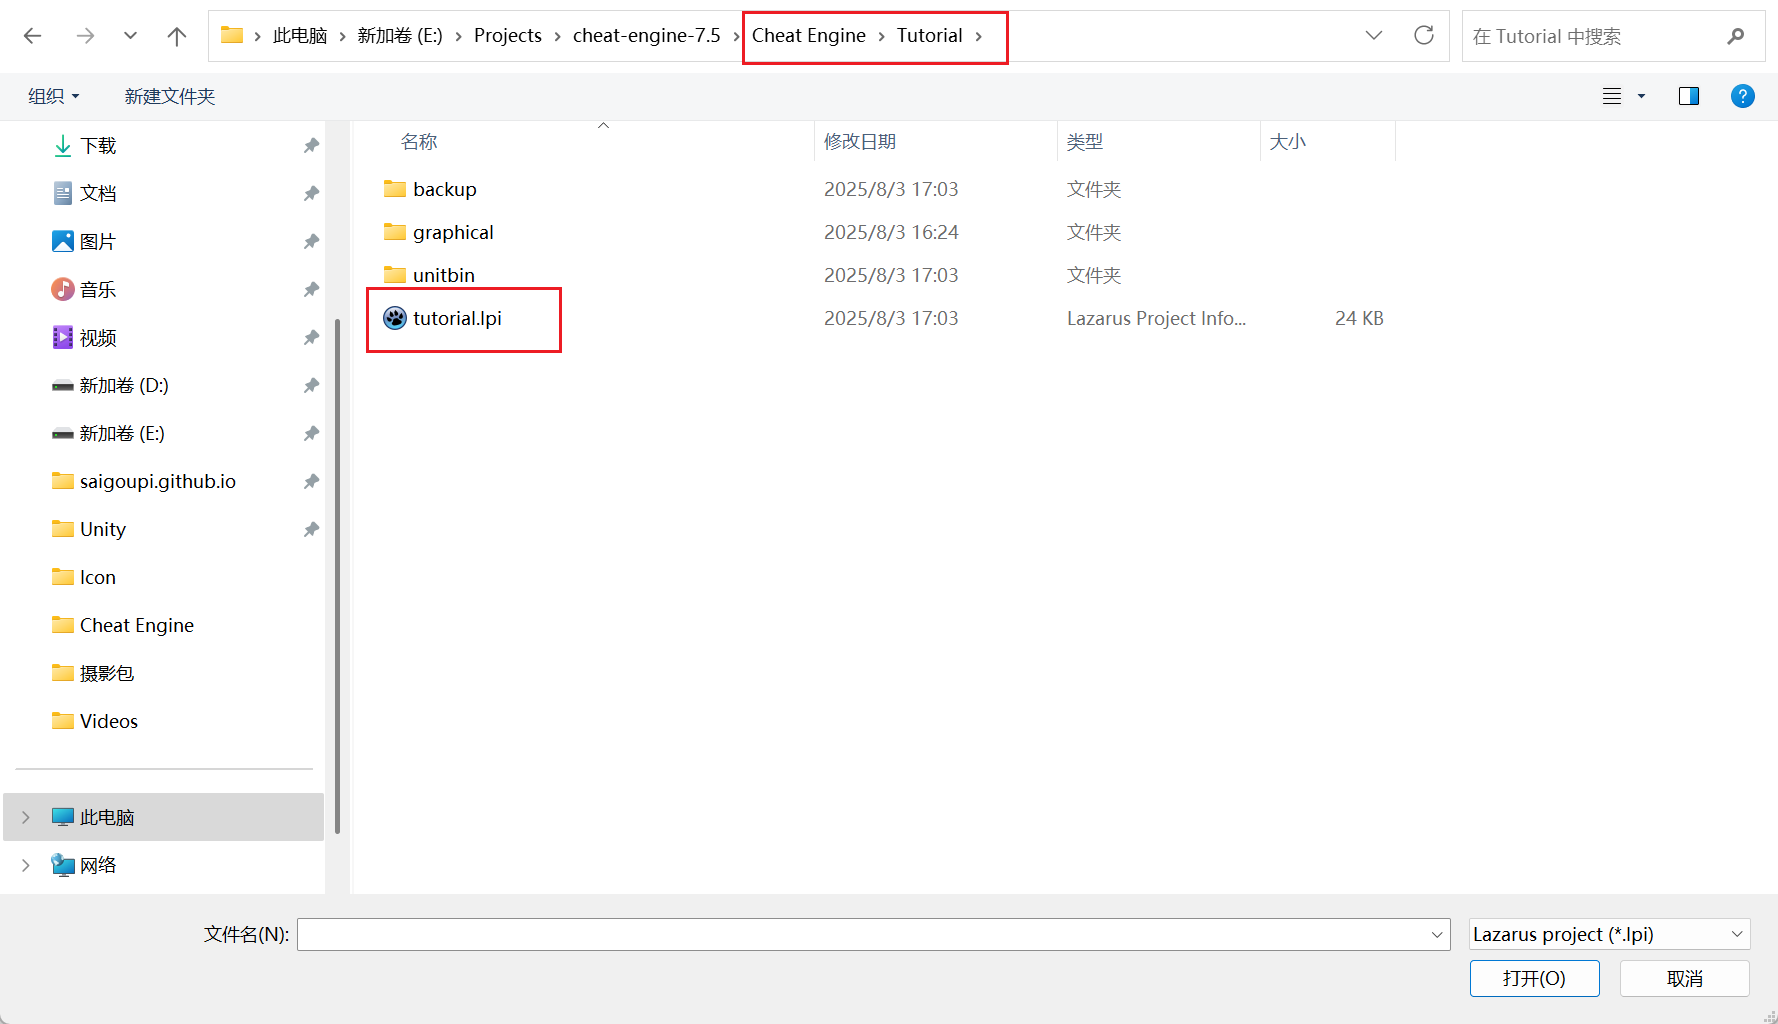 此电脑 新加卷 (E:) Projects cheat-engine-7.5 Cheat Engine Tutorial 在 Tutorial 中搜索
组织 新建文件夹
名称 修改日期 类型 大小
下载
文档
图片
音乐
视频
新加卷 (D:)
新加卷 (E:)
saigoupi.github.io
Unity
Icon
Cheat Engine
摄影包
Videos
此电脑
网络
backup 2025/8/3 17:03 文件夹
graphical 2025/8/3 16:24 文件夹
unitbin 2025/8/3 17:03 文件夹
tutorial.lpi 2025/8/3 17:03 Lazarus Project Info... 24 KB
文件名(N): Lazarus project (*.lpi)
打开(O) 取消